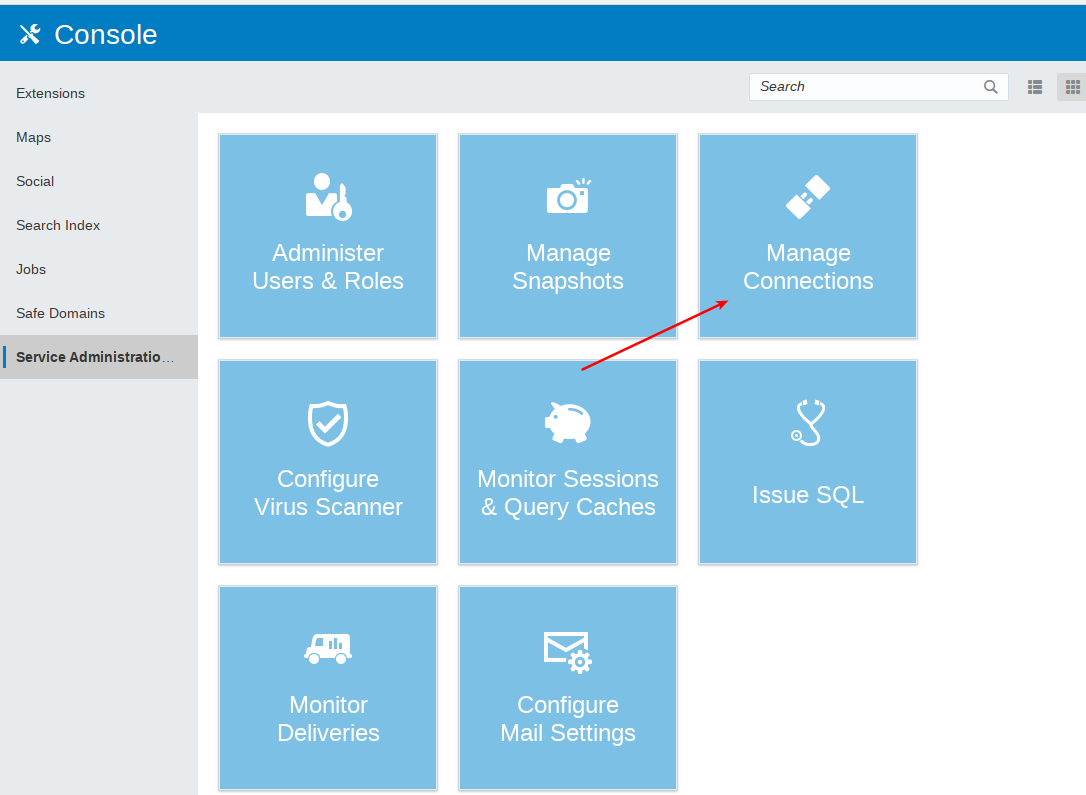 Console
Search
Extensions
Maps
Social
Search Index
Jobs
Safe Domains
Service Administratio...
Administer
Users & Roles
Manage
Snapshots
Manage
Connections
Configure
Virus Scanner
Monitor Sessions
& Query Caches
Issue SQL
Monitor
Deliveries
Configure
Mail Settings